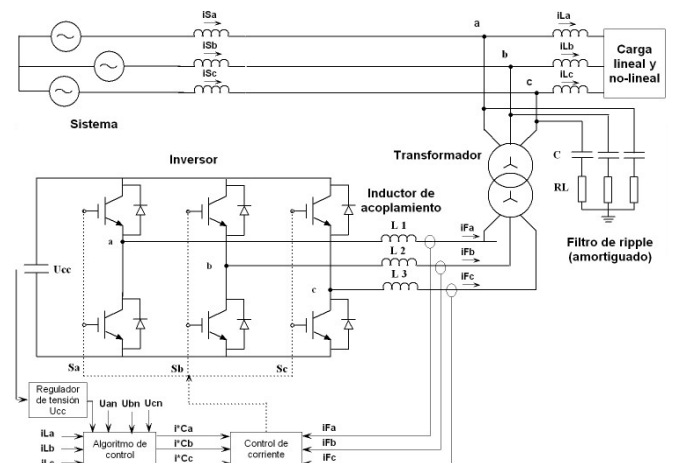 iSa
a
iLa
iSb
b
iLb
iSc
c
iLc
Carga
lineal y
no-lineal
Sistema
Transformador
C
RL
Inversor
Inductor de
acoplamiento
L 1
iFa
Filtro de ripple
(amortiguado)
a
L 2
iFb
b
Ucc
L 3
iFc
c
Sa
Sb
Sc
Regulador
de tensión
Ucc
Uan
Ubn
Ucn
iLa
iLb
iLc
Algoritmo de
control
i*Ca
i*Cb
i*Cc
Control de
corriente
iFa
iFb
iFc